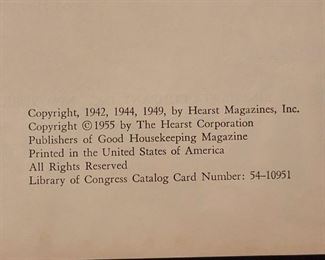 Copyright, 1942, 1944, 1949, by Hearst Magazines, Inc.
Copyright ©1955 by The Hearst Corporation
Publishers of Good Housekeeping Magazine
Printed in the United States of America
All Rights Reserved
Library of Congress Catalog Card Number: 54-10951